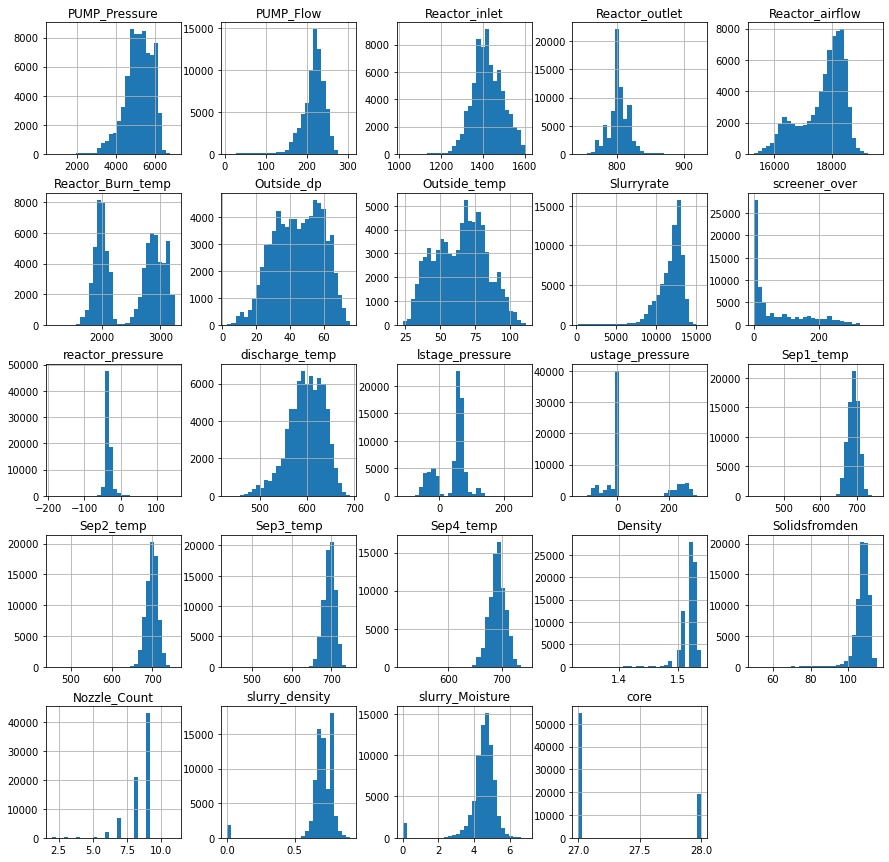 PUMP_Pressure PUMP_Flow Reactor_inlet Reactor_outlet Reactor_airflow
8000 6000 4000 2000 0
2000 4000 6000
15000 10000 5000 0
0 100 200 300
8000 6000 4000 2000 0
1000 1200 1400 1600
20000 15000 10000 5000 0
800 900
8000 6000 4000 2000 0
16000 18000
Reactor_Burn_temp Outside_dp Outside_temp Slurryrate screener_over
8000 6000 4000 2000 0
2000 3000
4000 3000 2000 1000 0
0 20 40 60
5000 4000 3000 2000 1000 0
25 50 75 100
15000 10000 5000 0
0 5000 10000 15000
25000 20000 15000 10000 5000 0
0 200
reactor_pressure discharge_temp lstage_pressure ustage_pressure Sep1_temp
50000 40000 30000 20000 10000 0
−200 −100 0 100
6000 4000 2000 0
500 600 700
20000 15000 10000 5000 0
0 200
40000 30000 20000 10000 0
0 200
20000 15000 10000 5000 0
500 600 700
Sep2_temp Sep3_temp Sep4_temp Density Solidsfromden
20000 15000 10000 5000 0
500 600 700
20000 15000 10000 5000 0
500 600 700
15000 10000 5000 0
600 700
25000 20000 15000 10000 5000 0
1.4 1.5
20000 15000 10000 5000 0
60 80 100
Nozzle_Count slurry_density slurry_Moisture core
40000 30000 20000 10000 0
2.5 5.0 7.5 10.0
15000 10000 5000 0
0.0 0.5
15000 10000 5000 0
0 2 4 6
50000 40000 30000 20000 10000 0
27.0 27.5 28.0